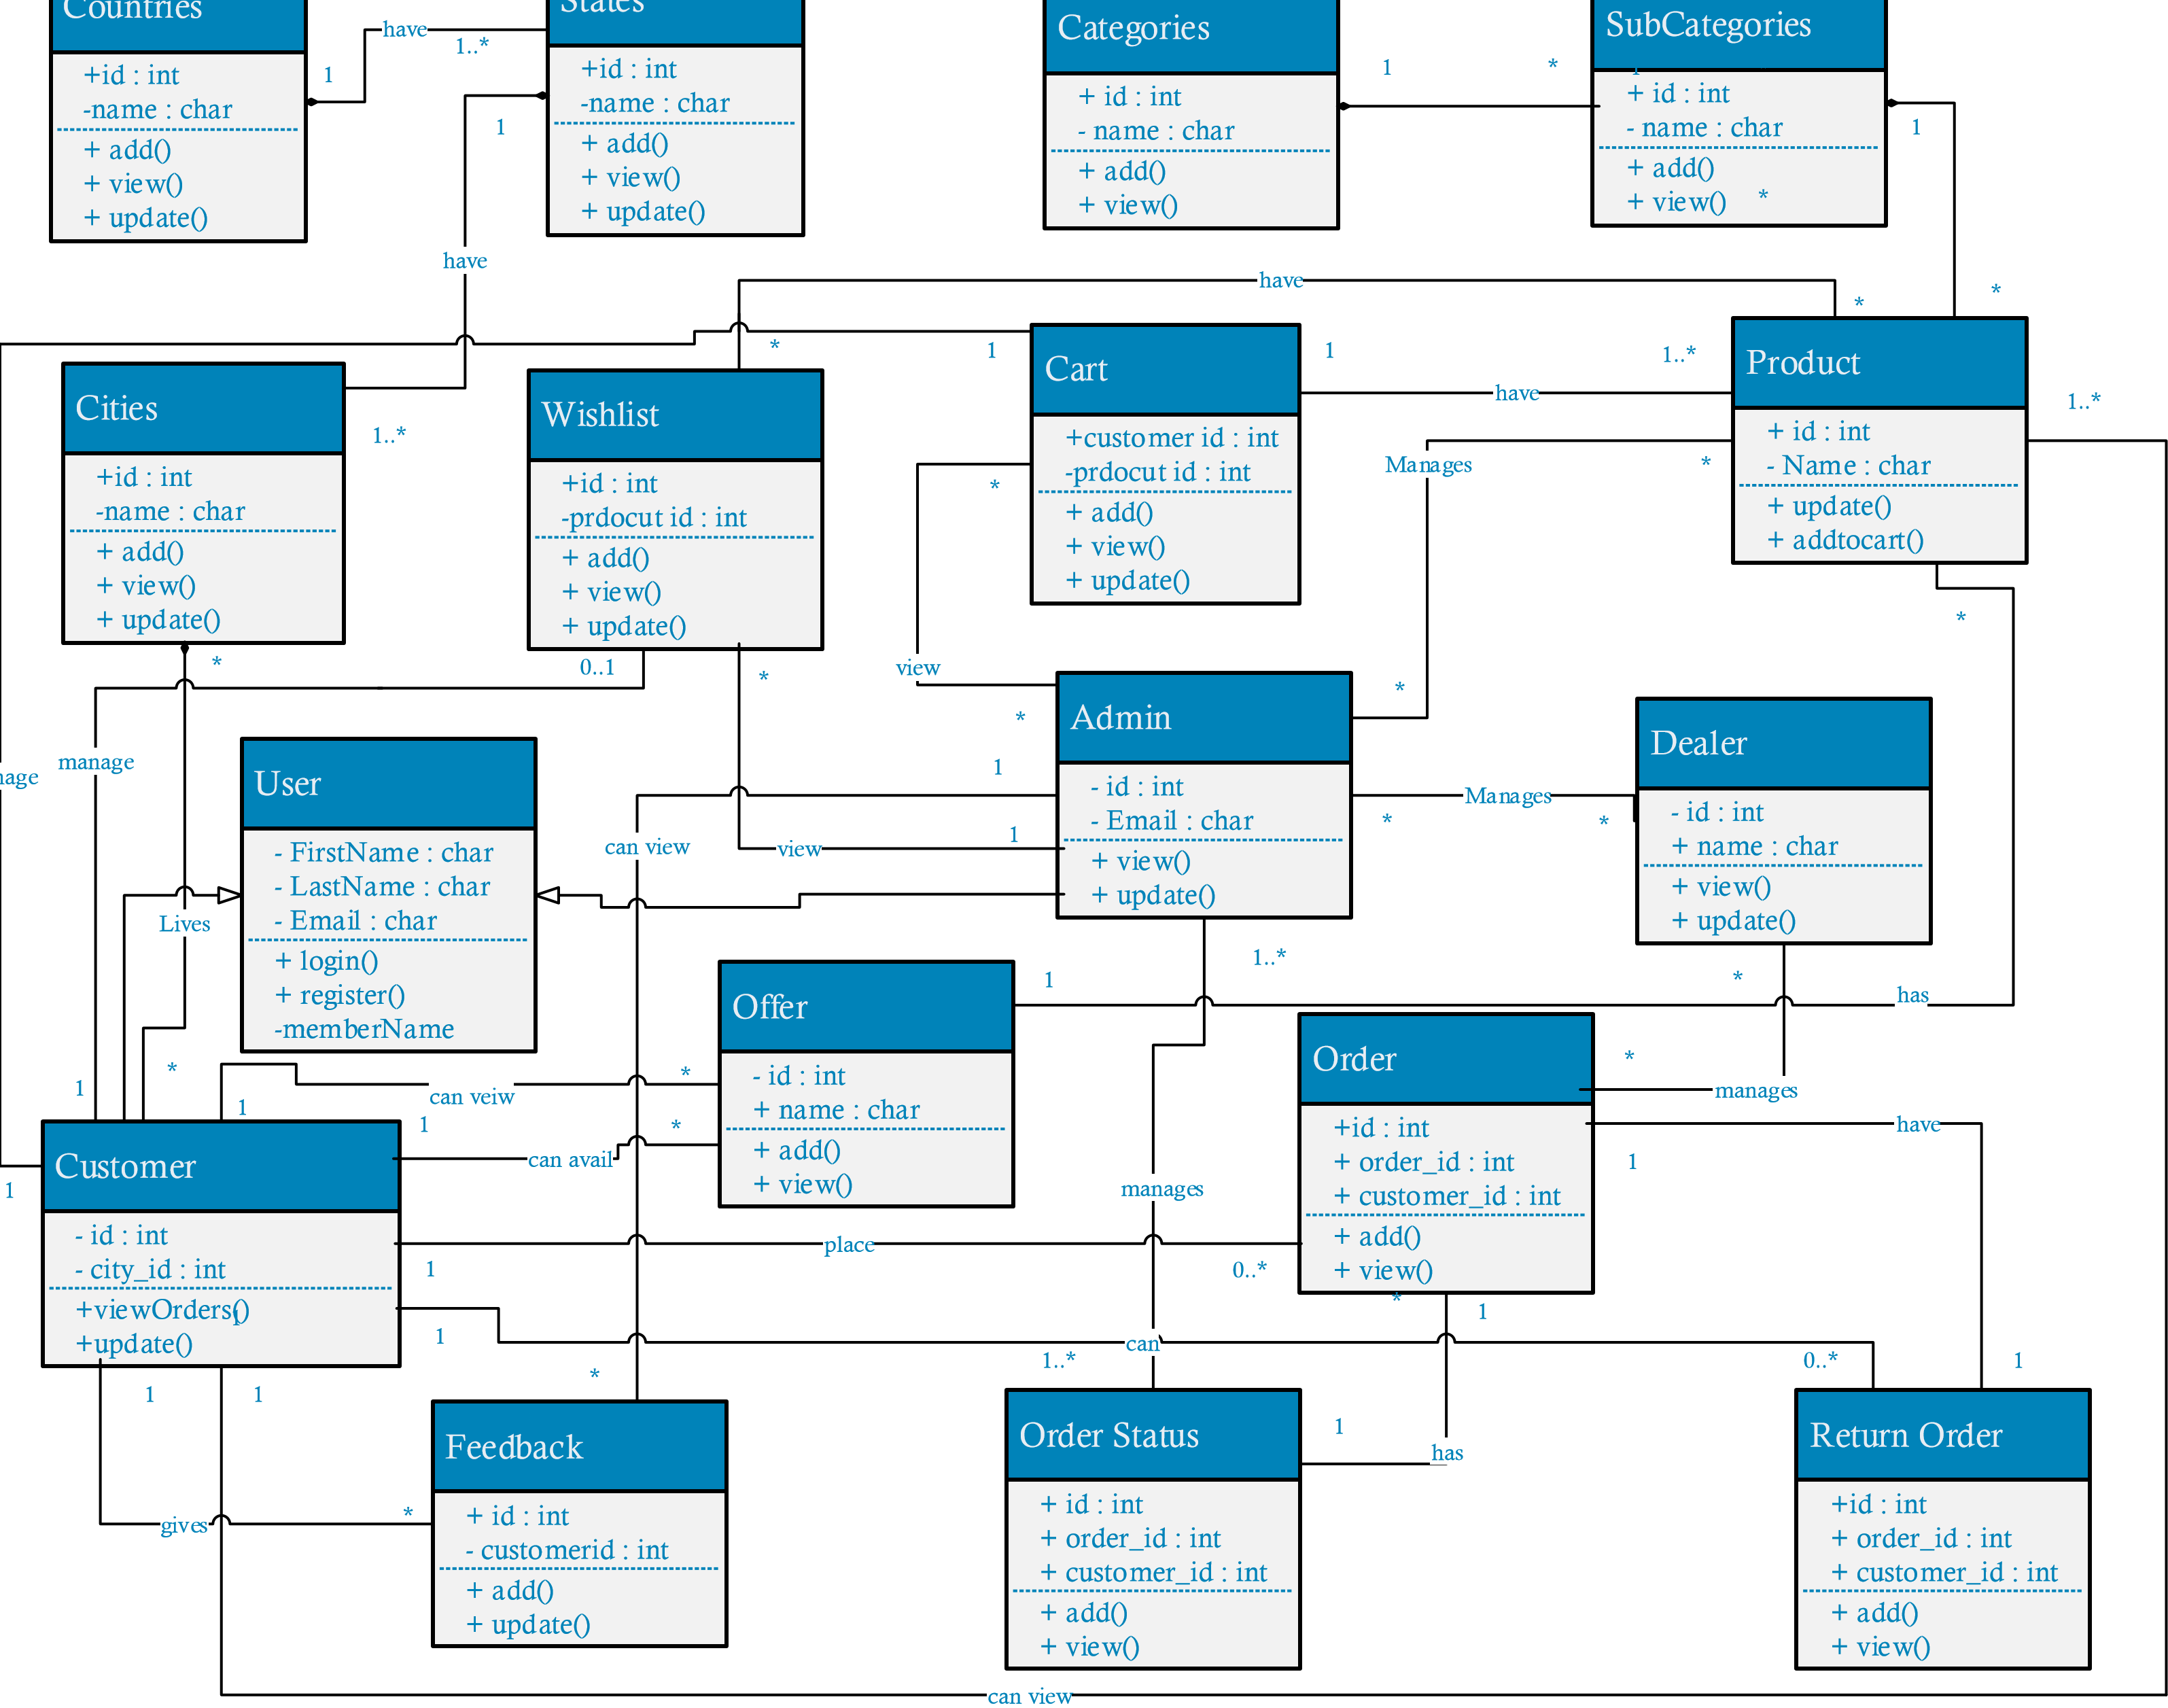 Countries
+id : int
-name : char
+ add()
+ view()
+ update()
1
have
1..*
States
+id : int
-name : char
+ add()
+ view()
+ update()
1
have
Categories
+ id : int
- name : char
+ add()
+ view()
1
*
SubCategories
+ id : int
- name : char
+ add()
+ view()
*
1
*
have
*
Cities
+id : int
-name : char
+ add()
+ view()
+ update()
1..*
*
Wishlist
+id : int
-prdocut id : int
+ add()
+ view()
+ update()
*
0..1
*
1
Cart
+customer id : int
-prdocut id : int
+ add()
+ view()
+ update()
1
have
1..*
*
view
Manages
*
Product
+ id : int
- Name : char
+ update()
+ addtocart()
1..*
*
nage
manage
User
- FirstName : char
- LastName : char
- Email : char
+ login()
+ register()
-memberName
Lives
*
can view
view
*
1
1
Admin
- id : int
- Email : char
+ view()
+ update()
*
Manages
*
*
1..*
Dealer
- id : int
+ name : char
+ view()
+ update()
*
has
1
Offer
- id : int
+ name : char
+ add()
+ view()
1
1
can veiw
*
1
can avail
*
manages
Order
+id : int
+ order_id : int
+ customer_id : int
+ add()
+ view()
*
manages
have
1
Customer
- id : int
- city_id : int
+viewOrders()
+update()
1
1
place
0..*
1
can
1..*
*
1
0..*
1
1
1
*
gives
*
Feedback
+ id : int
- customerid : int
+ add()
+ update()
Order Status
+ id : int
+ order_id : int
+ customer_id : int
+ add()
+ view()
1
has
Return Order
+id : int
+ order_id : int
+ customer_id : int
+ add()
+ view()
can view